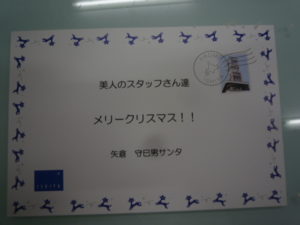 美人のスタッフさん達
メリークリスマス！！
矢倉　守日男サンタ